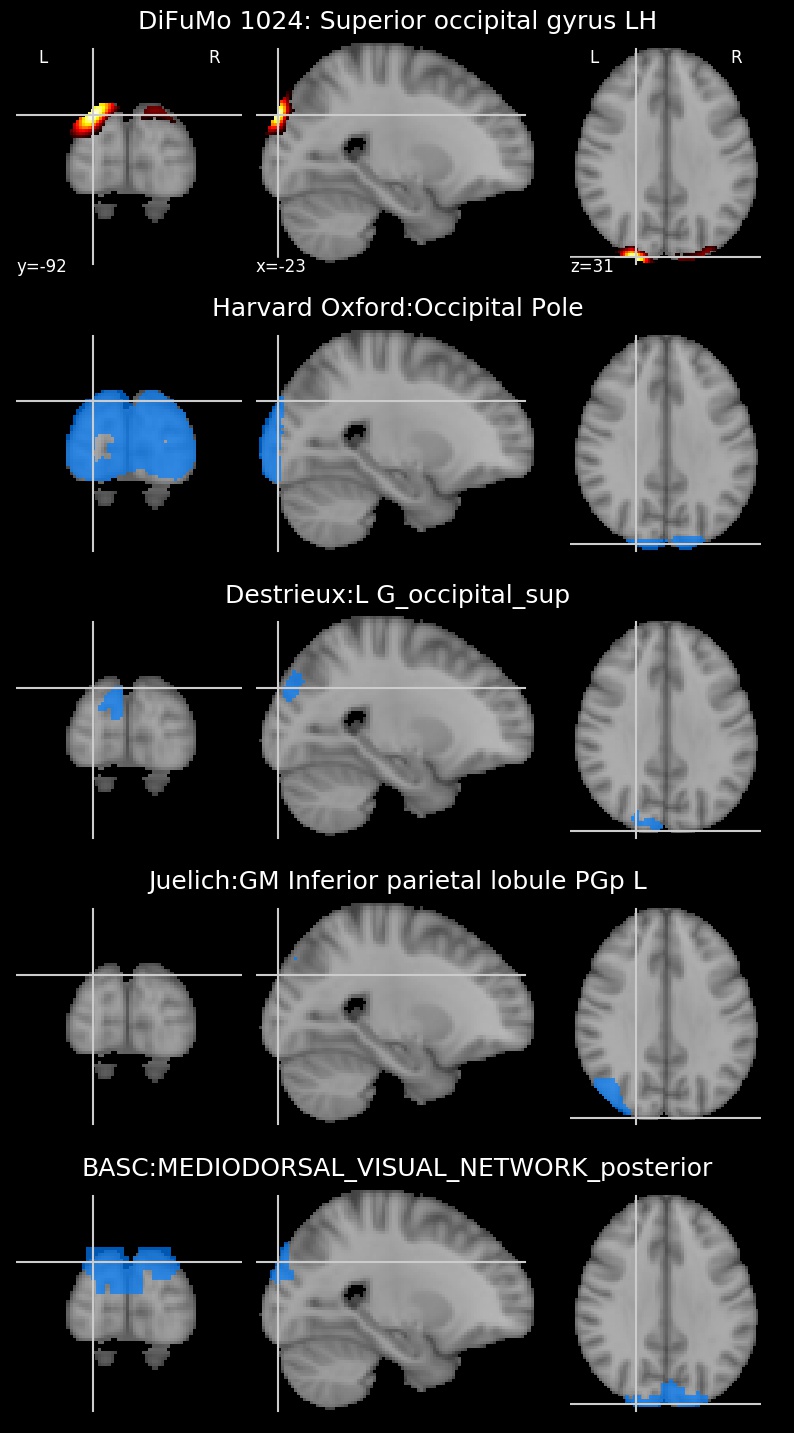 DiFuMo 1024: Superior occipital gyrus LH
L R L R
y=-92 x=-23 z=31
Harvard Oxford:Occipital Pole
Destrieux:L G_occipital_sup
Juelich:GM Inferior parietal lobule PGp L
BASC:MEDIODORSAL_VISUAL_NETWORK_posterior